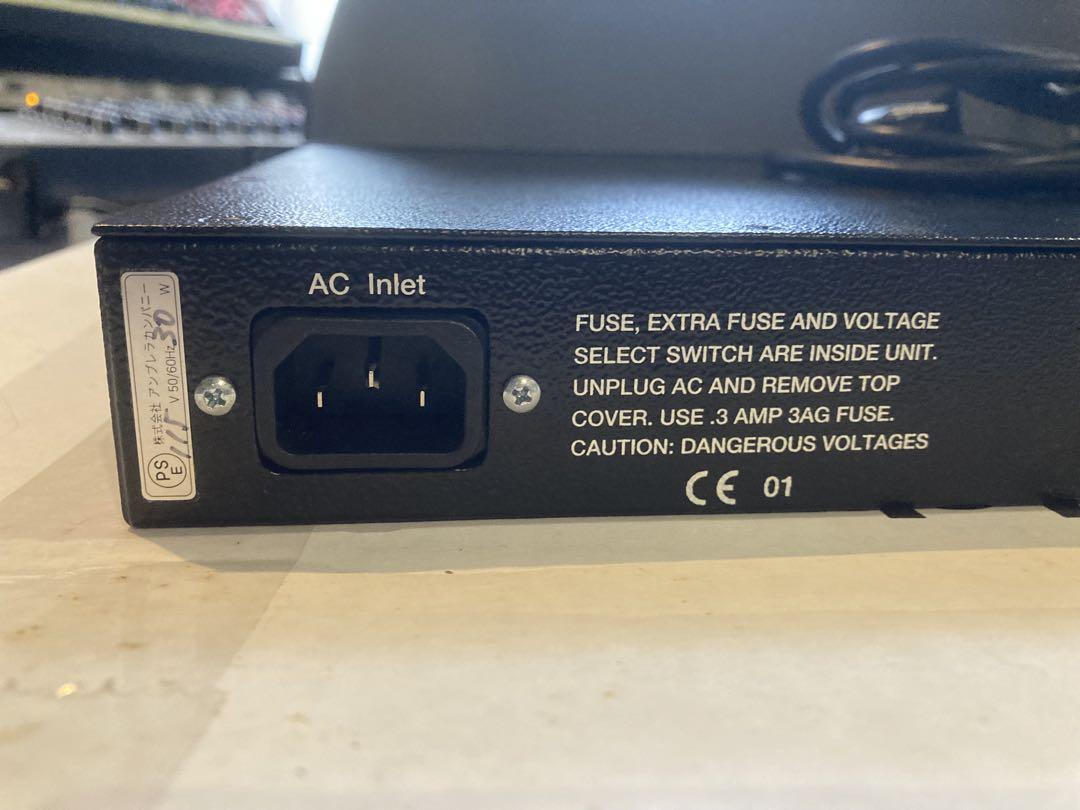 株式会社 アンブレラカンパニー
115 V 50/60Hz 30 W
PS
E
AC Inlet
FUSE, EXTRA FUSE AND VOLTAGE
SELECT SWITCH ARE INSIDE UNIT.
UNPLUG AC AND REMOVE TOP
COVER. USE .3 AMP 3AG FUSE.
CAUTION: DANGEROUS VOLTAGES
CE 01